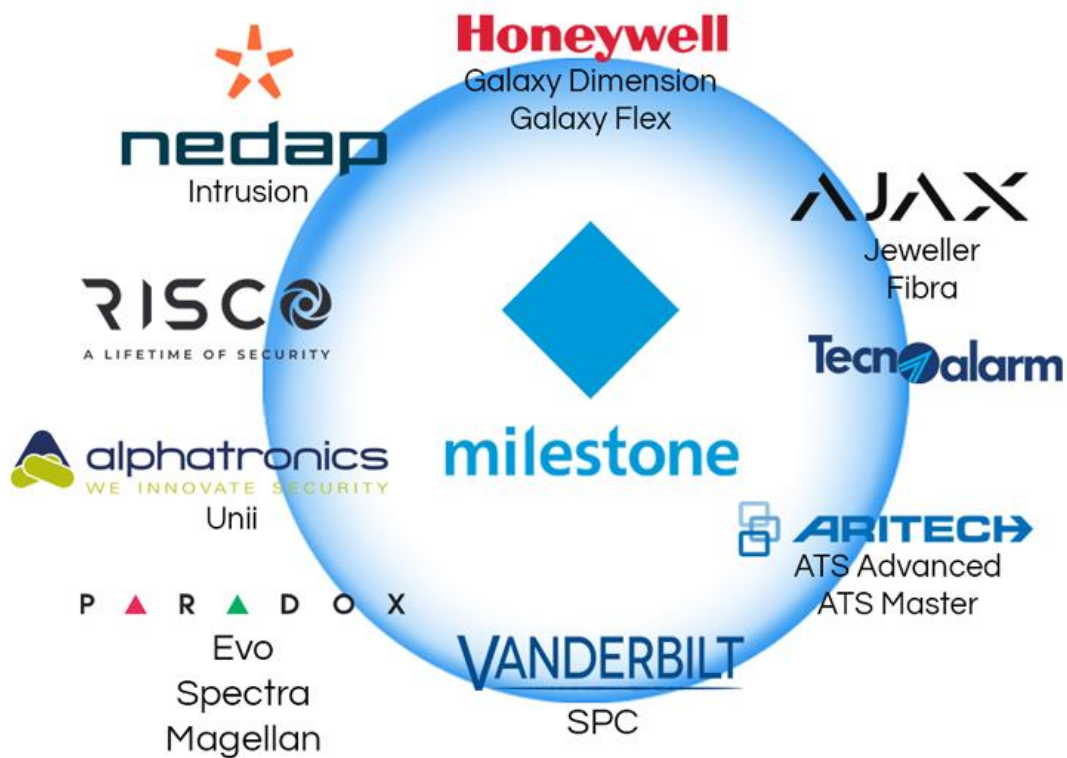 Honeywell
Galaxy Dimension
Galaxy Flex
nedap
Intrusion
AJAX
Jeweller
Fibra
RISCO
A LIFETIME OF SECURITY
Tecnoalarm
milestone
alphatronics
WE INNOVATE SECURITY
Unii
ARITECH
ATS Advanced
ATS Master
PARADOX
Evo
Spectra
Magellan
VANDERBILT
SPC